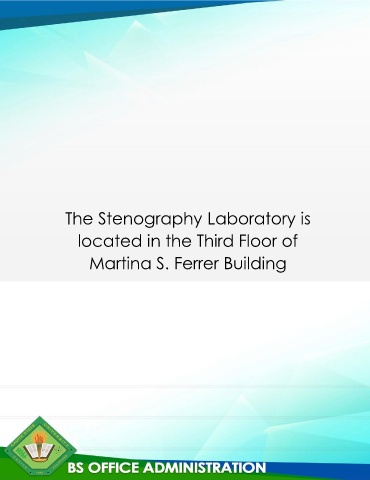 The Stenography Laboratory is
located in the Third Floor of
Martina S. Ferrer Building
BS OFFICE ADMINISTRATION